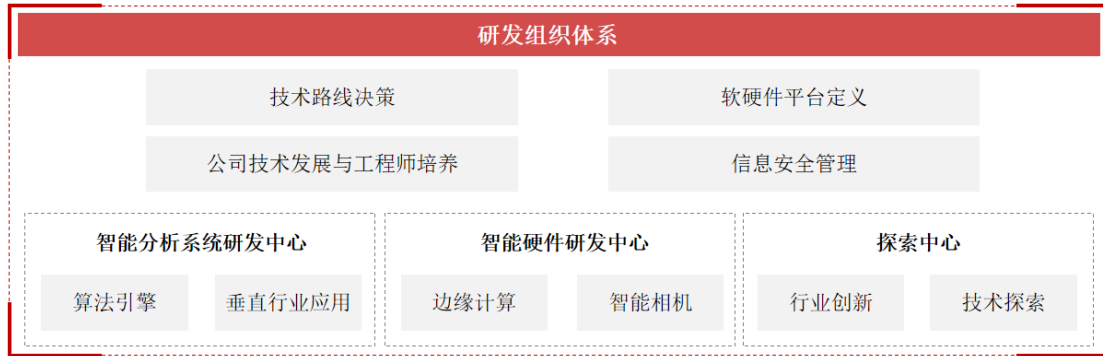 研发组织体系
技术路线决策
软硬件平台定义
公司技术发展与工程师培养
信息安全管理
智能分析系统研发中心
智能硬件研发中心
探索中心
算法引擎
垂直行业应用
边缘计算
智能相机
行业创新
技术探索